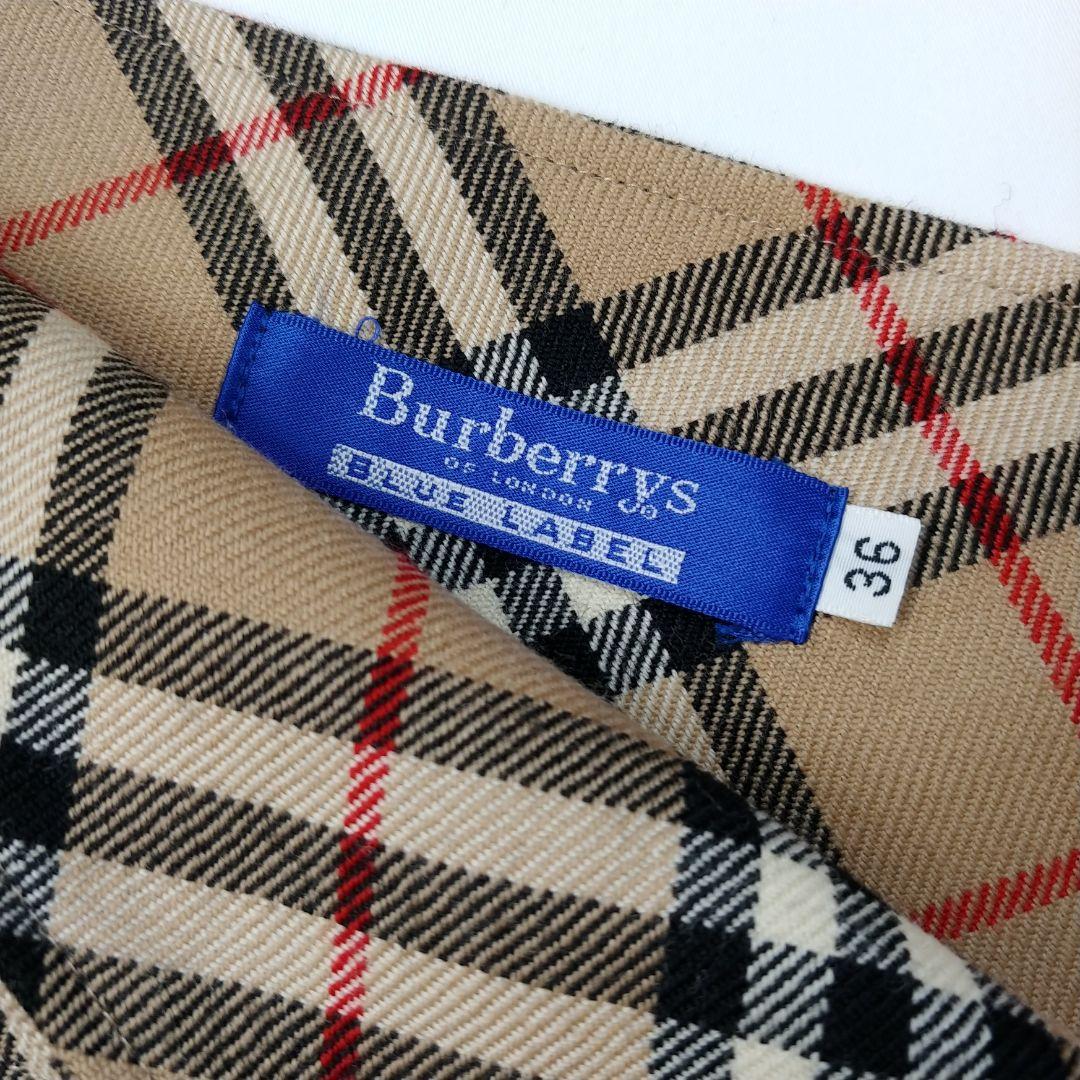 Burberrys
OF LONDON®
BLUE LABEL
36